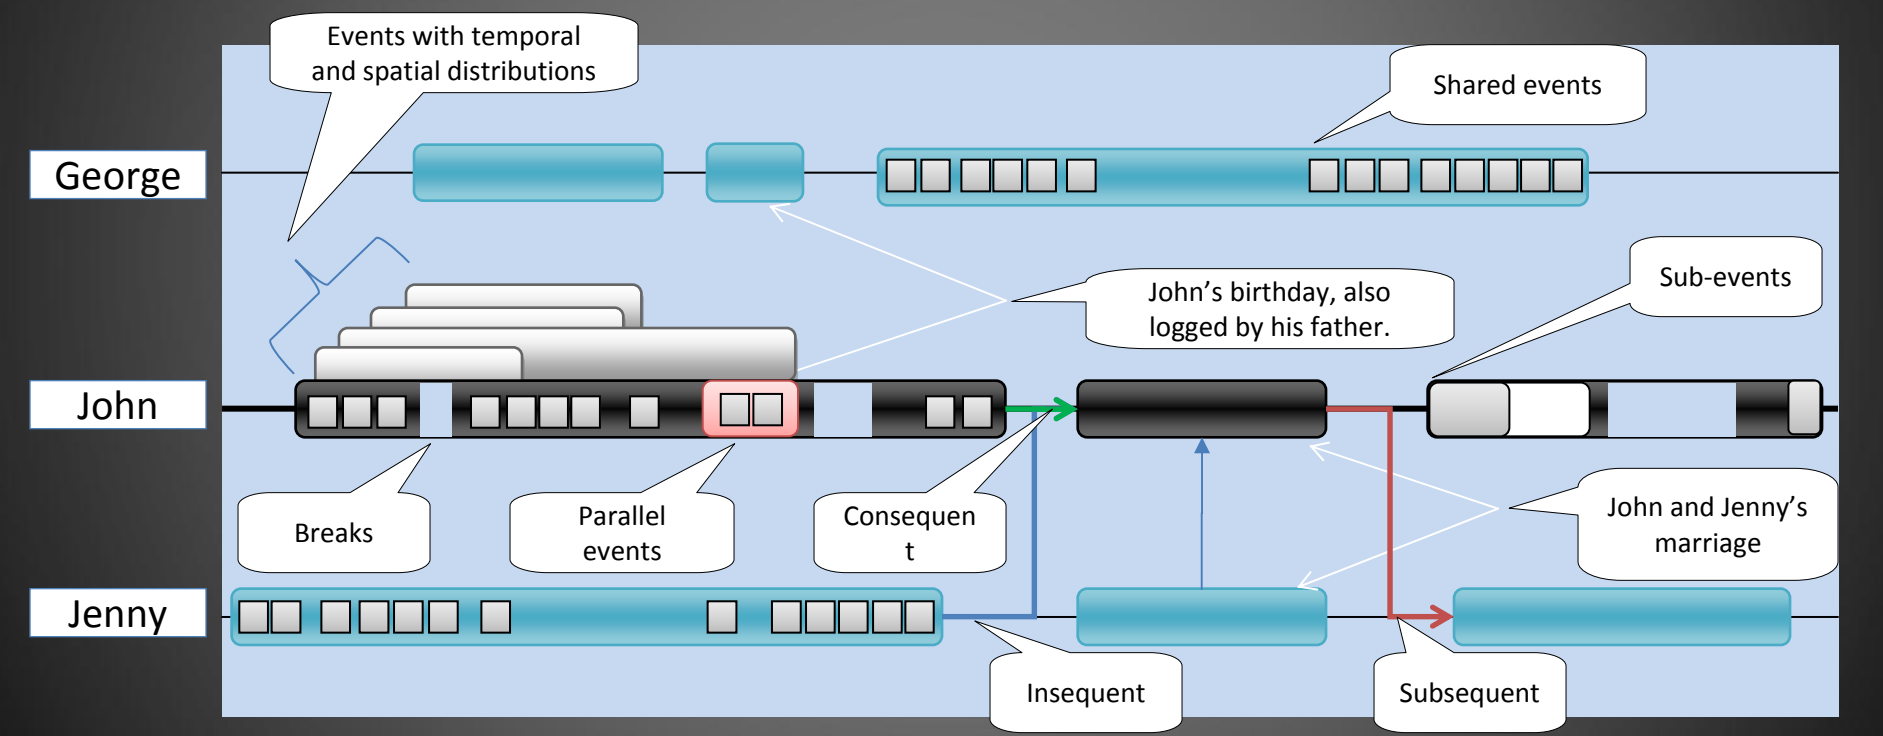 Events with temporal
and spatial distributions
Shared events
George
Sub-events
John’s birthday, also
logged by his father.
John
Breaks
Parallel
events
Consequen
t
John and Jenny’s
marriage
Jenny
Insequent
Subsequent